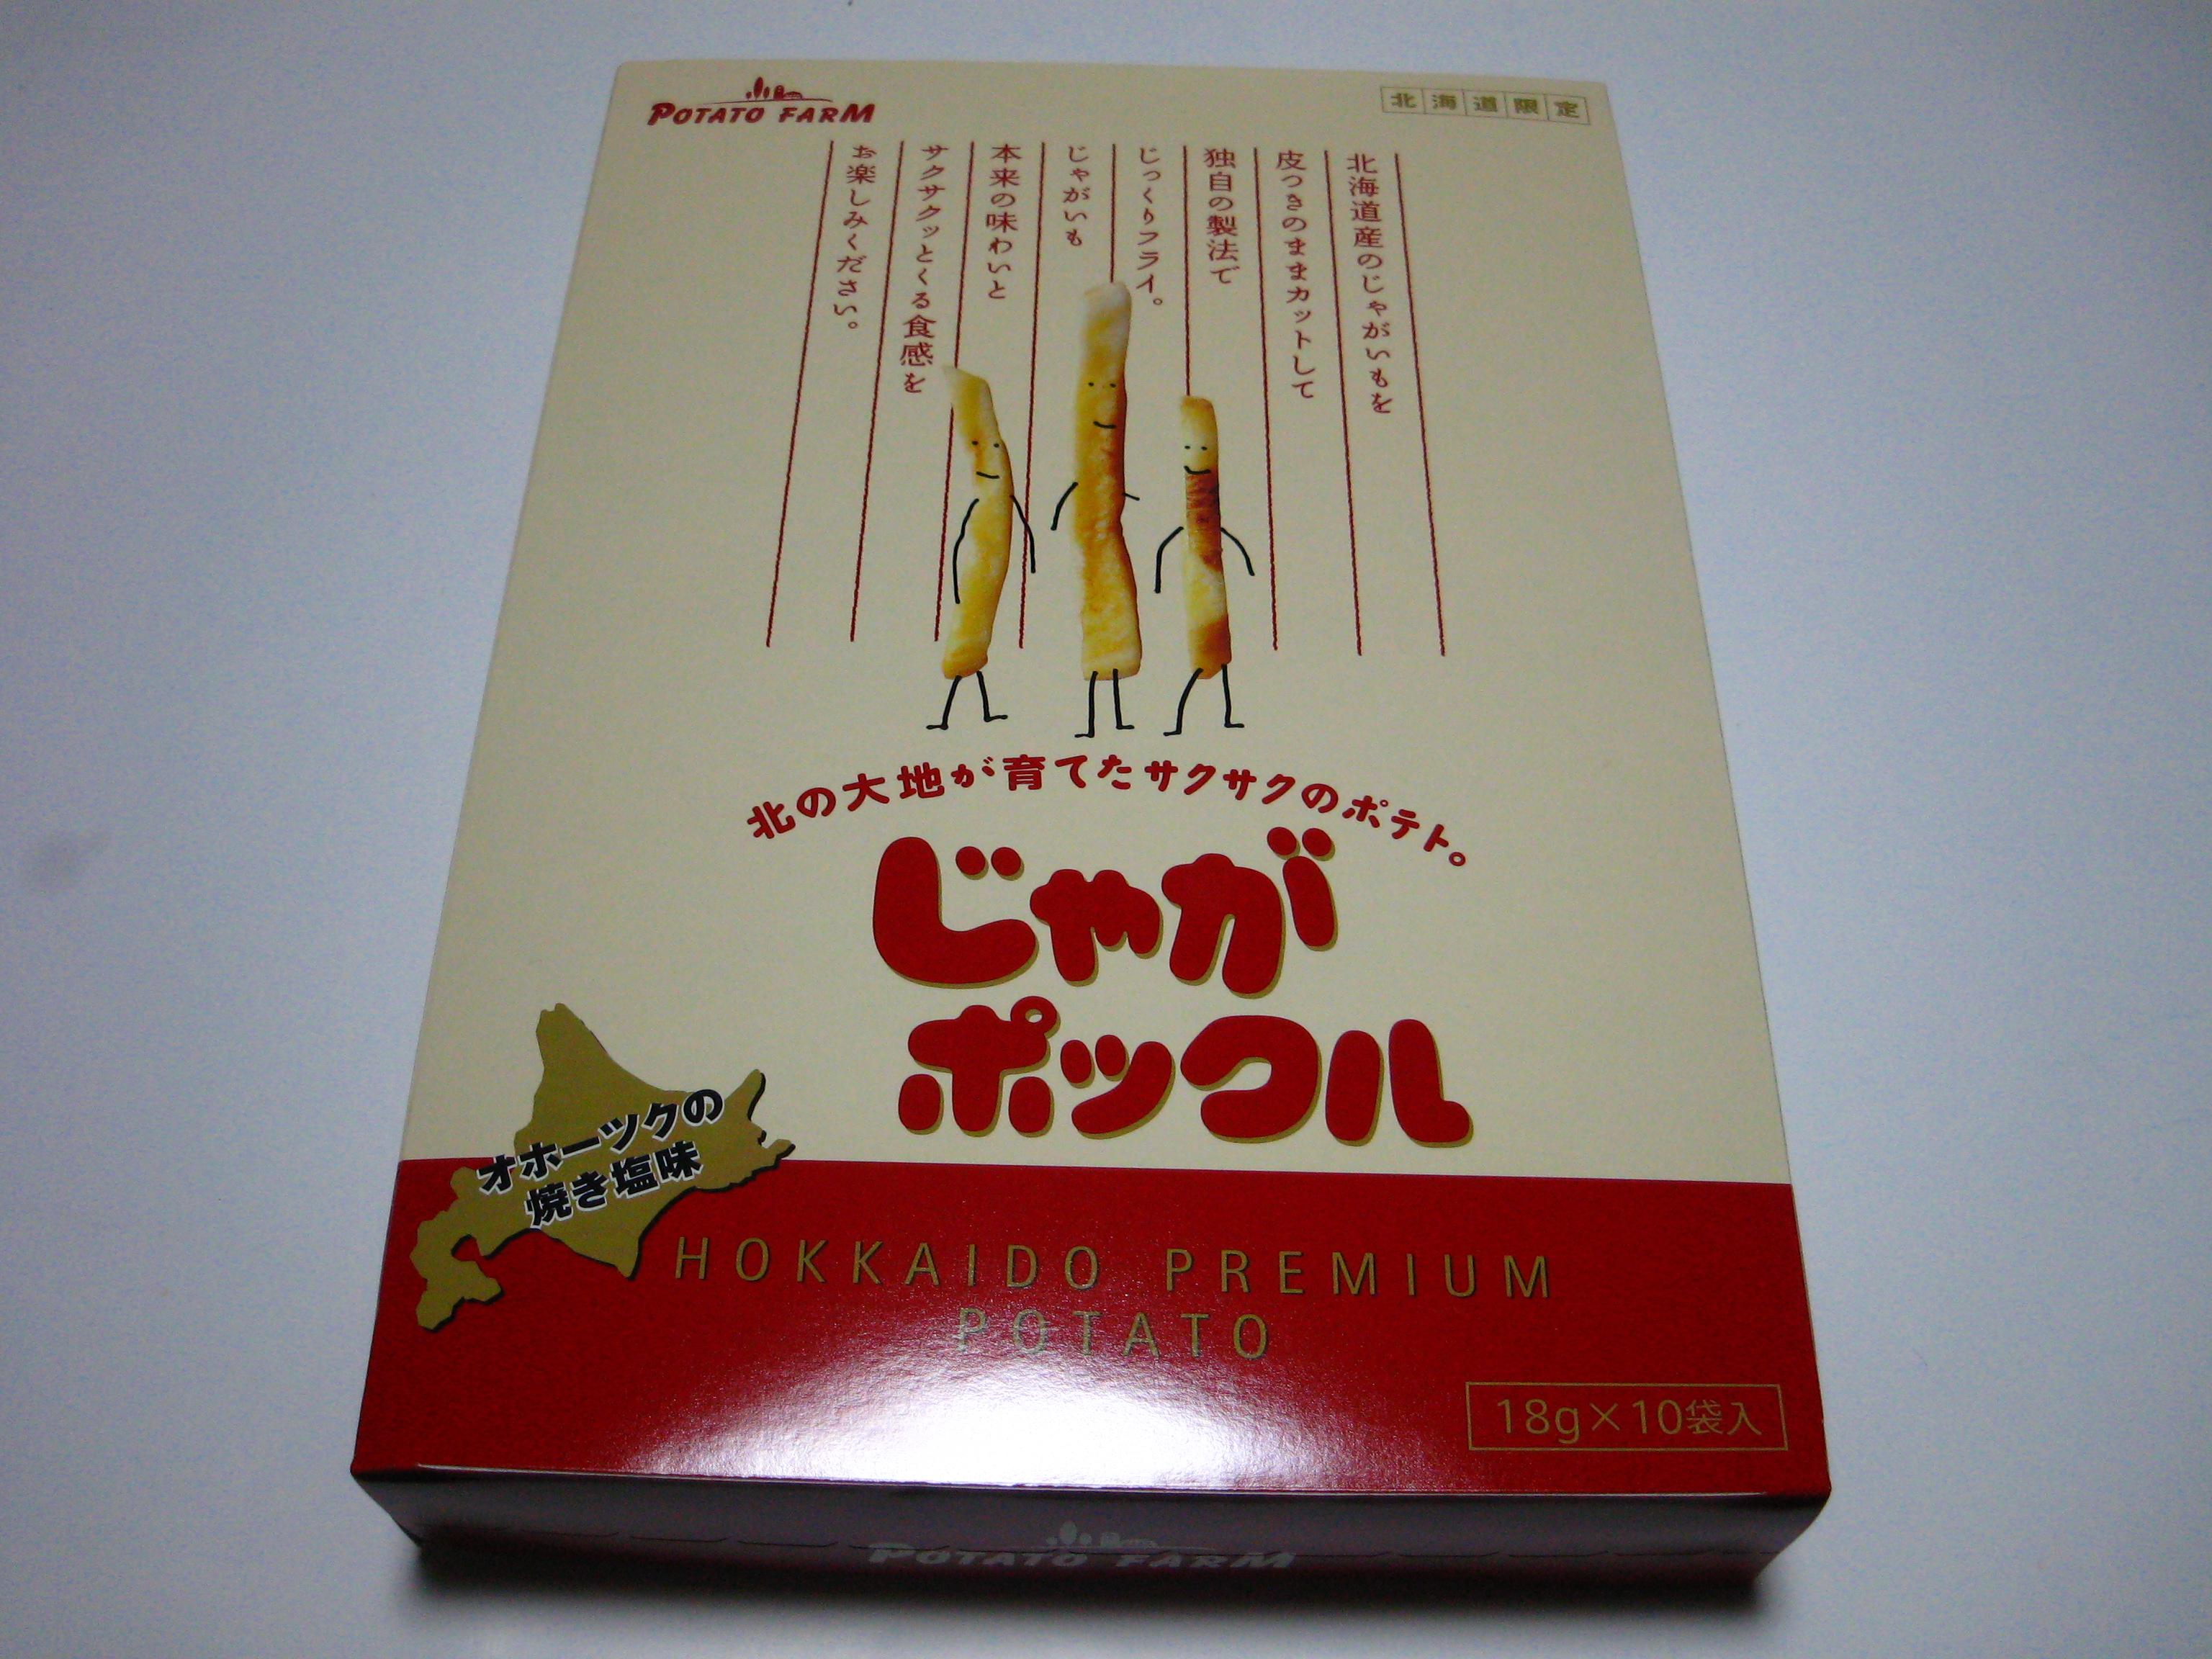 POTATO FARM
北海道限定
北海道産のじゃがいもを
皮つきのままカットして
独自の製法で
じっくりフライ。
じゃがいも
本来の味わいと
サクサクッとくる食感を
お楽しみください。
北の大地が育てたサクサクのポテト。
じゃが
ポックル
オホーツクの
焼き塩味
HOKKAIDO PREMIUM
POTATO
18g×10袋入
POTATO FARM